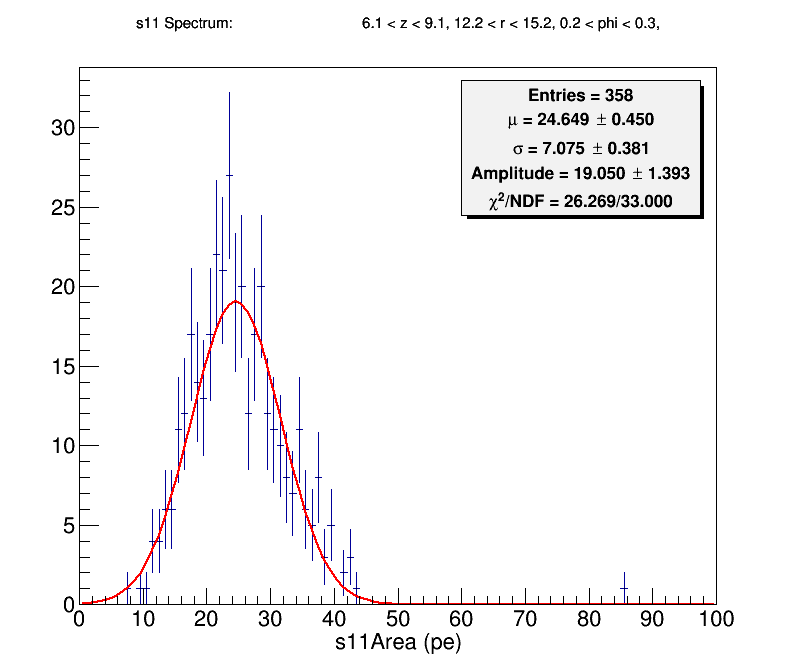 s11 Spectrum: 6.1 < z < 9.1, 12.2 < r < 15.2, 0.2 < phi < 0.3,
Entries = 358
μ = 24.649 ± 0.450
σ = 7.075 ± 0.381
Amplitude = 19.050 ± 1.393
χ²/NDF = 26.269/33.000
30
25
20
15
10
5
0
0 10 20 30 40 50 60 70 80 90 100
s11Area (pe)